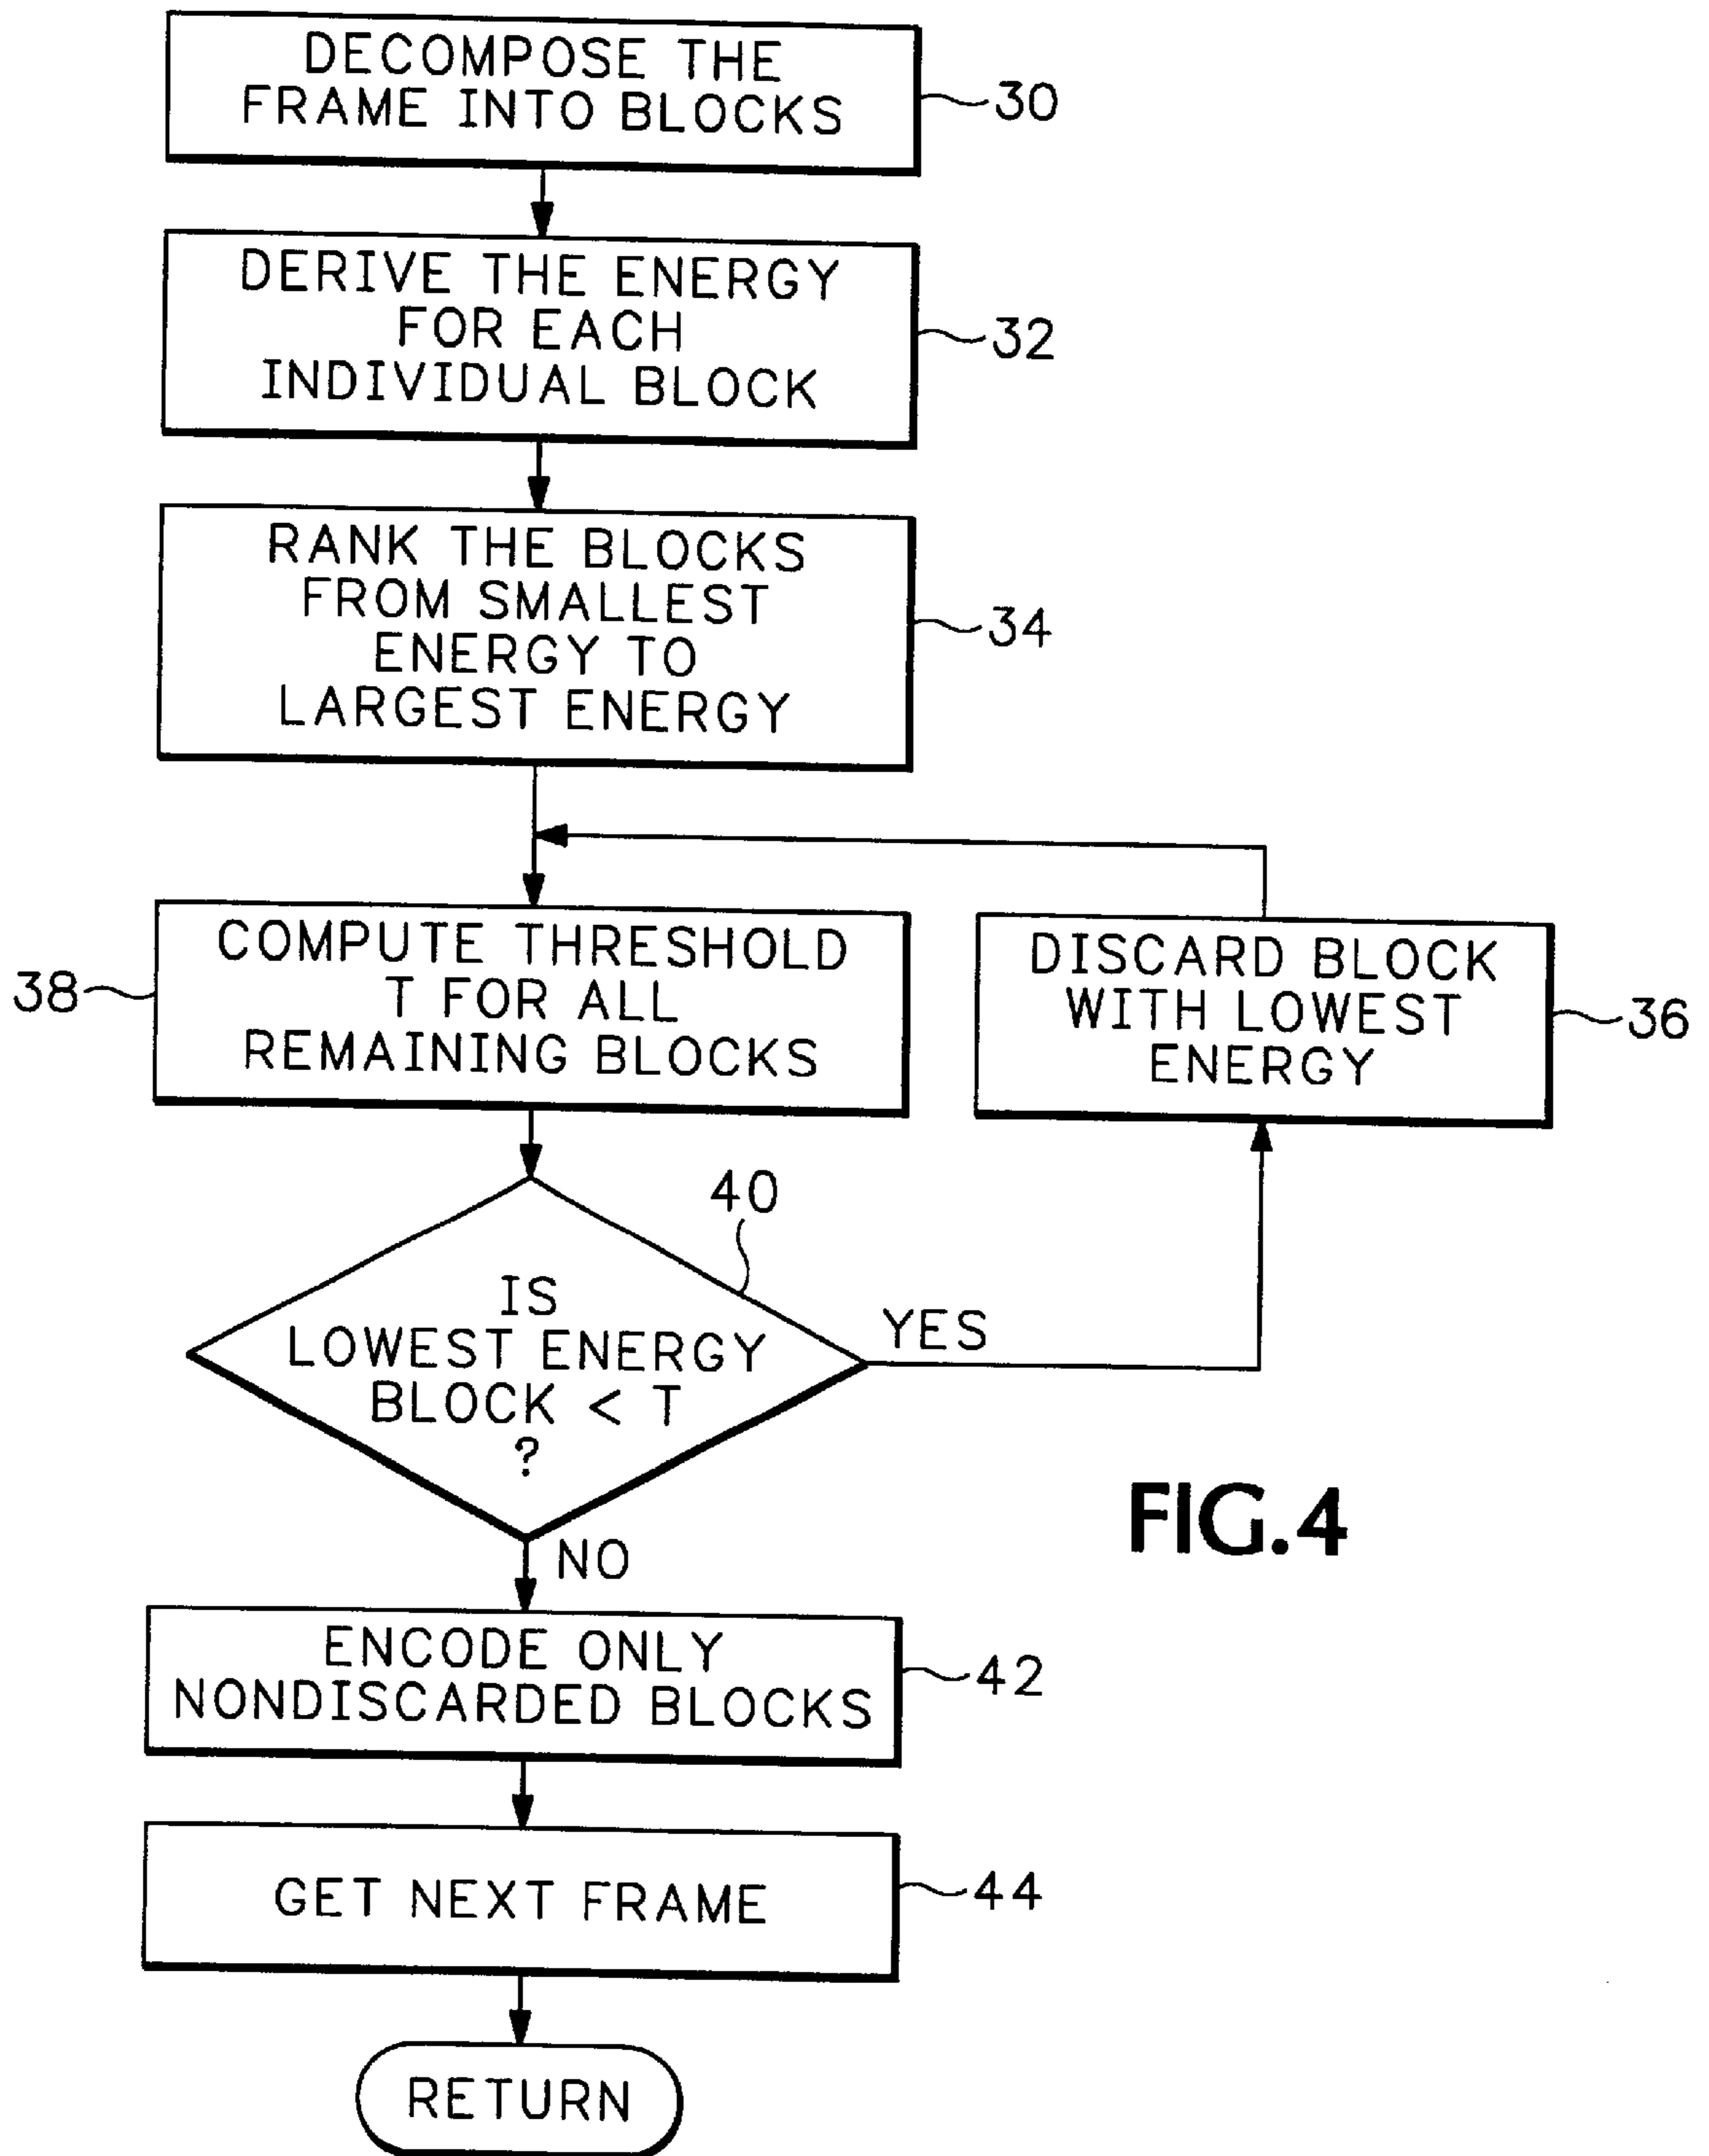 DECOMPOSE THE
FRAME INTO BLOCKS
30
DERIVE THE ENERGY
FOR EACH
INDIVIDUAL BLOCK
32
RANK THE BLOCKS
FROM SMALLEST
ENERGY TO
LARGEST ENERGY
34
38
COMPUTE THRESHOLD
T FOR ALL
REMAINING BLOCKS
DISCARD BLOCK
WITH LOWEST
ENERGY
36
40
IS
LOWEST ENERGY
BLOCK < T
?
YES
NO
FIG.4
ENCODE ONLY
NONDISCARDED BLOCKS
42
GET NEXT FRAME
44
RETURN